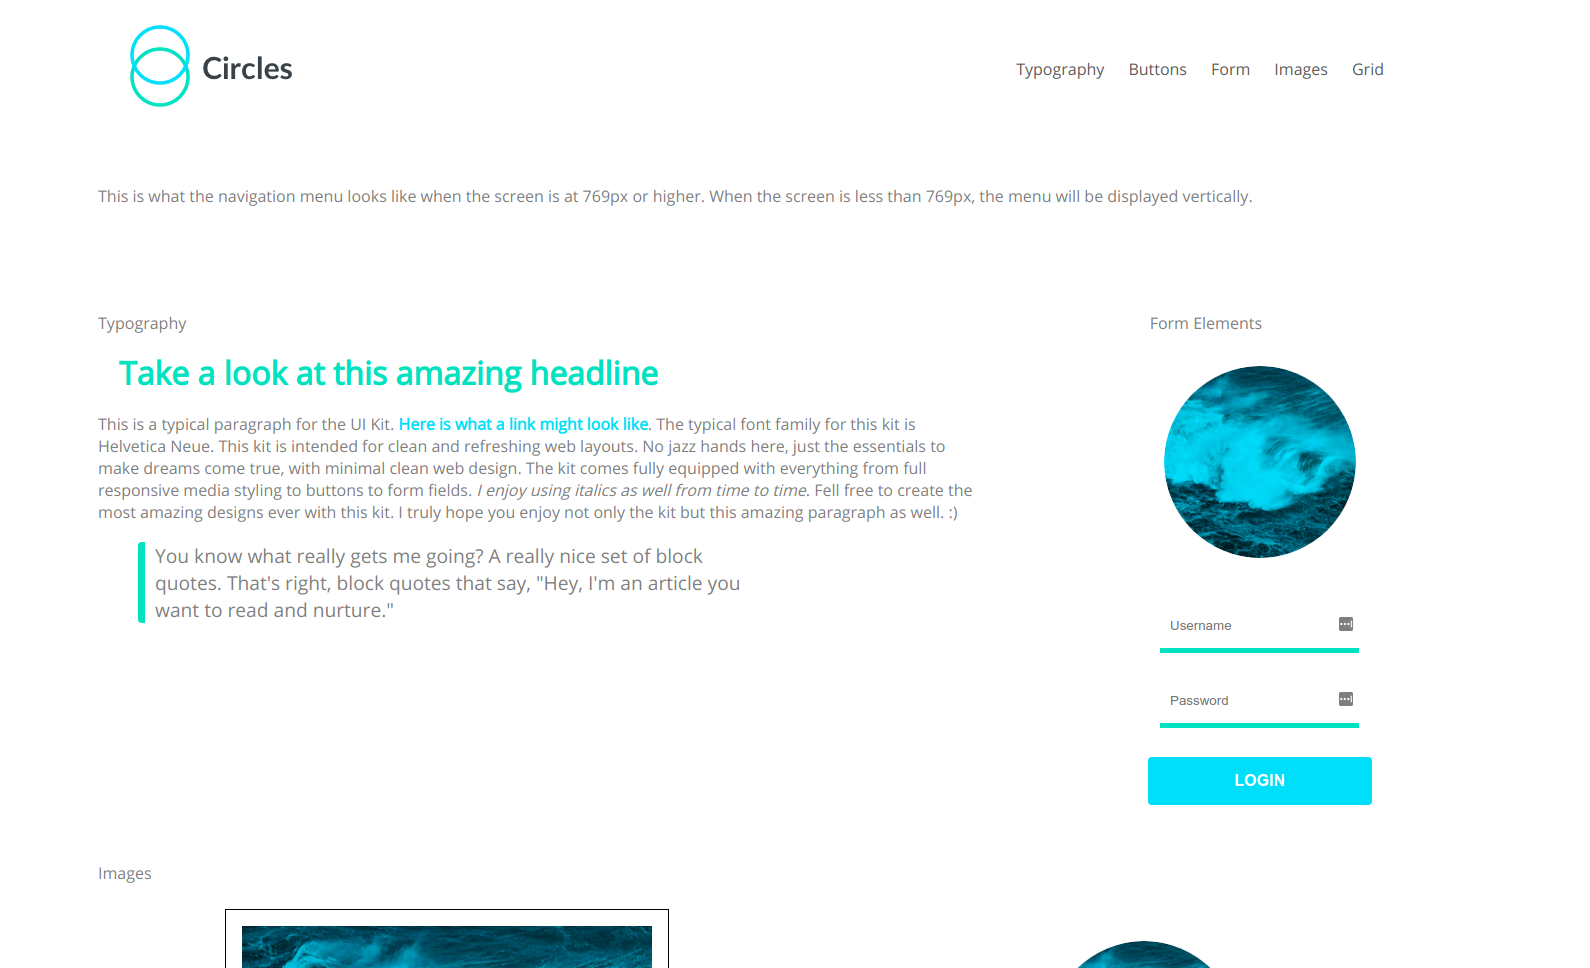 Circles
Typography Buttons Form Images Grid
This is what the navigation menu looks like when the screen is at 769px or higher. When the screen is less than 769px, the menu will be displayed vertically.
Typography
Take a look at this amazing headline
This is a typical paragraph for the UI Kit. Here is what a link might look like. The typical font family for this kit is
Helvetica Neue. This kit is intended for clean and refreshing web layouts. No jazz hands here, just the essentials to
make dreams come true, with minimal clean web design. The kit comes fully equipped with everything from full
responsive media styling to buttons to form fields. I enjoy using italics as well from time to time. Fell free to create the
most amazing designs ever with this kit. I truly hope you enjoy not only the kit but this amazing paragraph as well. :)
You know what really gets me going? A really nice set of block
quotes. That's right, block quotes that say, "Hey, I'm an article you
want to read and nurture."
Form Elements
Username
Password
LOGIN
Images